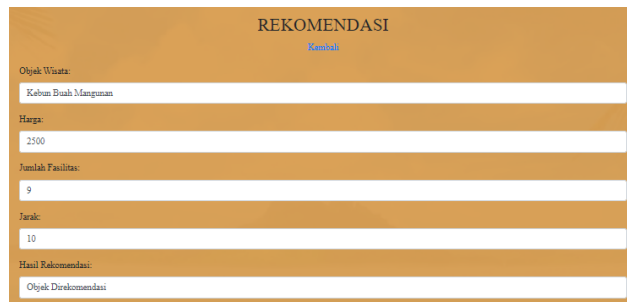 REKOMENDASI
Kembali
Objek Wisata:
Kebun Buah Mangunan
Harga:
2500
Jumlah Fasilitas:
9
Jarak:
10
Hasil Rekomendasi:
Objek Direkomendasi